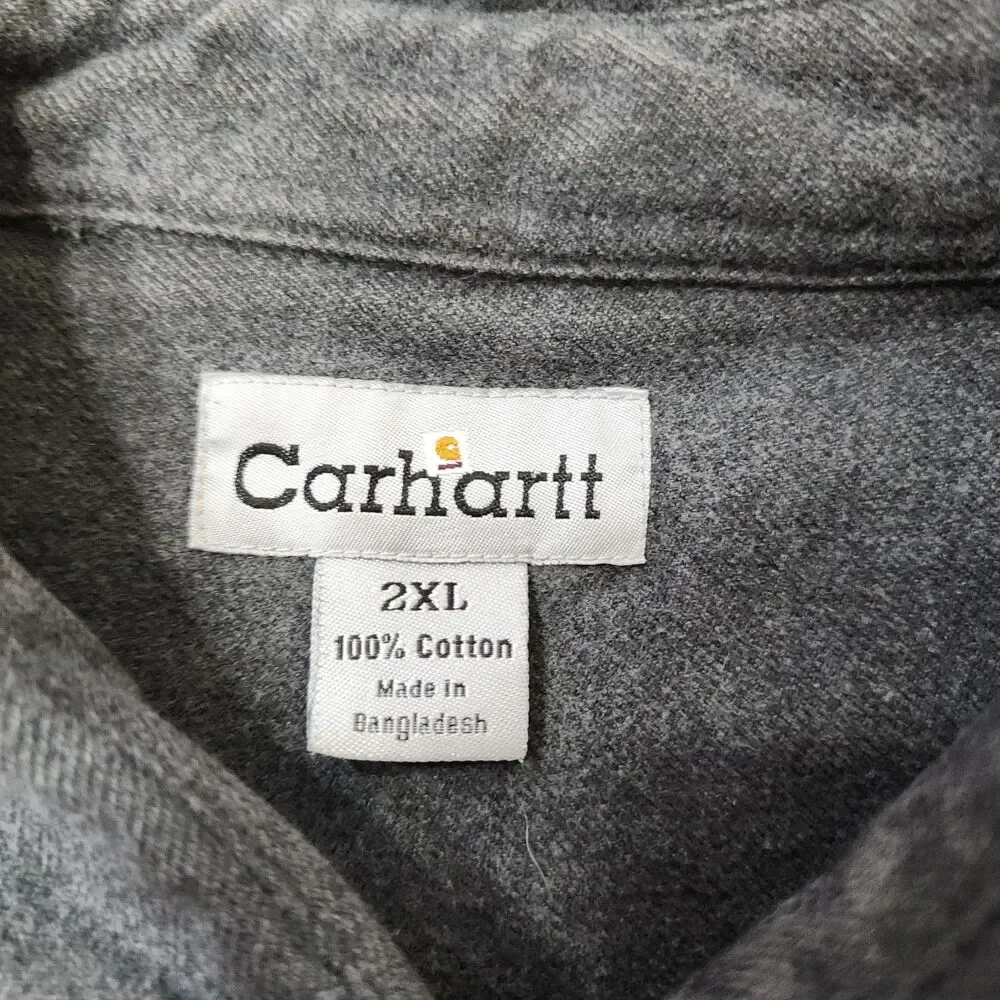 Carhartt
2XL
100% Cotton
Made in
Bangladesh